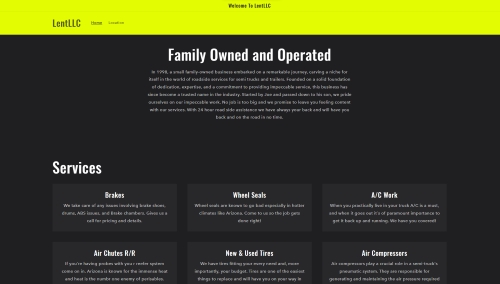 Welcome To LentLLC
LentLLC
Home Location
Family Owned and Operated
In 1998, a small family-owned business embarked on a remarkable journey, carving a niche for
itself in the world of roadside services for semi trucks and trailers. Founded on a solid foundation
of dedication, expertise, and a commitment to providing impeccable service, this business has
since become a trusted name in the industry. Started by Joe and passed down to his son, we pride
ourselves on our impeccable work. No job is too big and we promise to leave you feeling content
with our services. With 24 hour road side assistance we have always your back and will have you
back and on the road in no time.
Services
Brakes
We take care of any issues involving brake shoes,
drums, ABS issues, and Brake chambers. Give us a
call for pricing and details.
Wheel Seals
Wheel seals are known to go bad especially in hotter
climates like Arizona. Come to us the job gets
done right!
A/C Work
When you practically live in your truck A/C is a must,
and when it goes out it's of paramount importance to
get it back up and running. We have you covered!
Air Chutes R/R
If you're having probes with your reefer system
come on in. Arizona is known for the immense heat
and heat is the numbr one enemy of perisables.
New & Used Tires
We have tires fitting your every need and, more
importantly, your budget. Tires are one of the easiest
things to replace and will have you on your way in
Air Compressors
Air compressors play a crucial role in a semi-truck's
pneumatic system. They are responsible for
generating and maintaining the air pressure required